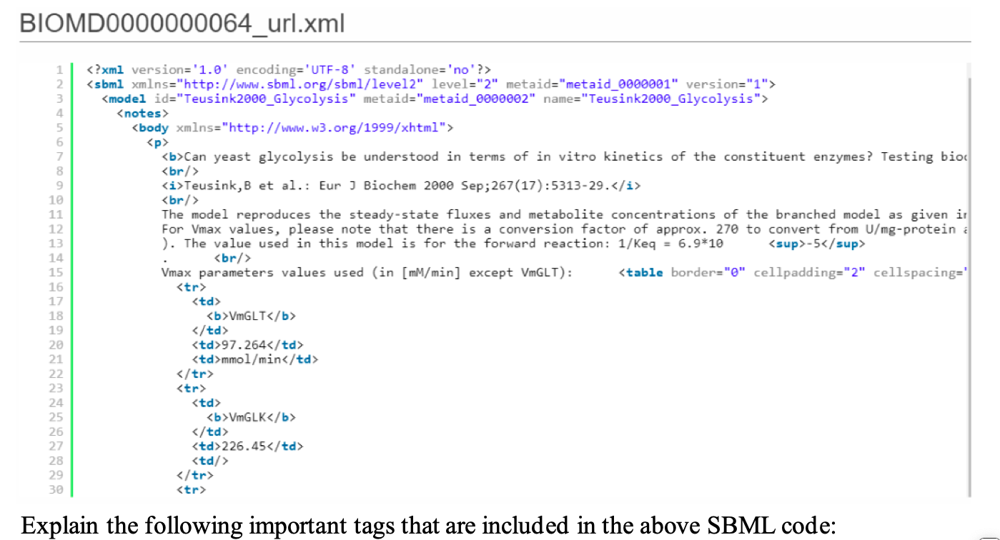 BIOMD0000000064_url.xml
1 <?xml version='1.0' encoding='UTF-8' standalone='no'?>
2 <sbml xmlns="http://www.sbml.org/sbml/level2" level="2" metaid="metaid_0000001" version="1">
3 <model id="Teusink2000_Glycolysis" metaid="metaid_0000002" name="Teusink2000_Glycolysis">
4 <notes>
5 <body xmlns="http://www.w3.org/1999/xhtml">
6 <p>
7 <b>Can yeast glycolysis be understood in terms of in vitro kinetics of the constituent enzymes? Testing
8 <br/>
9 <i>Teusink,B et al.: Eur J Biochem 2000 Sep;267(17):5313-29.</i>
10 <br/>
11 The model reproduces the steady-state fluxes and metabolite concentrations of the branched model as given
12 For Vmax values, please note that there is a conversion factor of approx. 270 to convert from U/mg-protein
13 ). The value used in this model is for the forward reaction: 1/Keq = 6.9*10 <sup>-5</sup>
14 . <br/>
15 Vmax parameters values used (in [mM/min] except VmGLT): <table border="0" cellpadding="2" cellspacing="
16 <tr>
17 <td>
18 <b>VmGLT</b>
19 </td>
20 <td>97.264</td>
21 <td>mmol/min</td>
22 </tr>
23 <tr>
24 <td>
25 <b>VmGLK</b>
26 </td>
27 <td>226.45</td>
28 <td/>
29 </tr>
30 <tr>
Explain the following important tags that are included in the above SBML code: